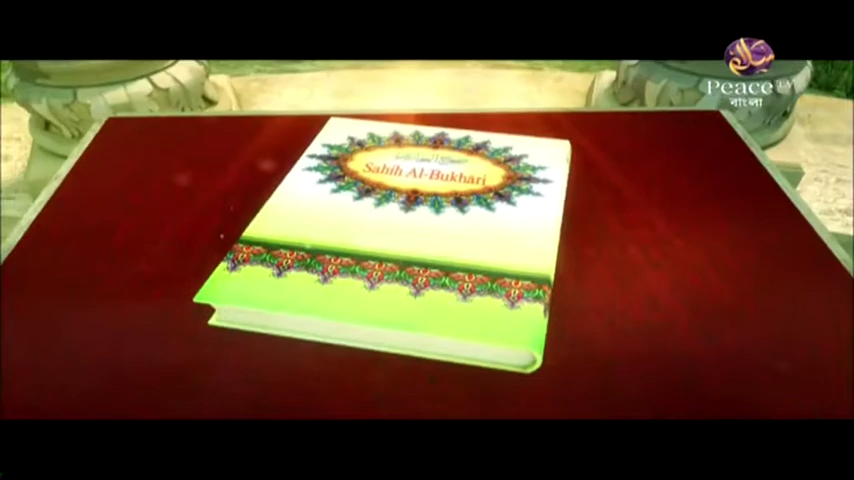 Peace TV
বাংলা
Sahih Al-Bukhari